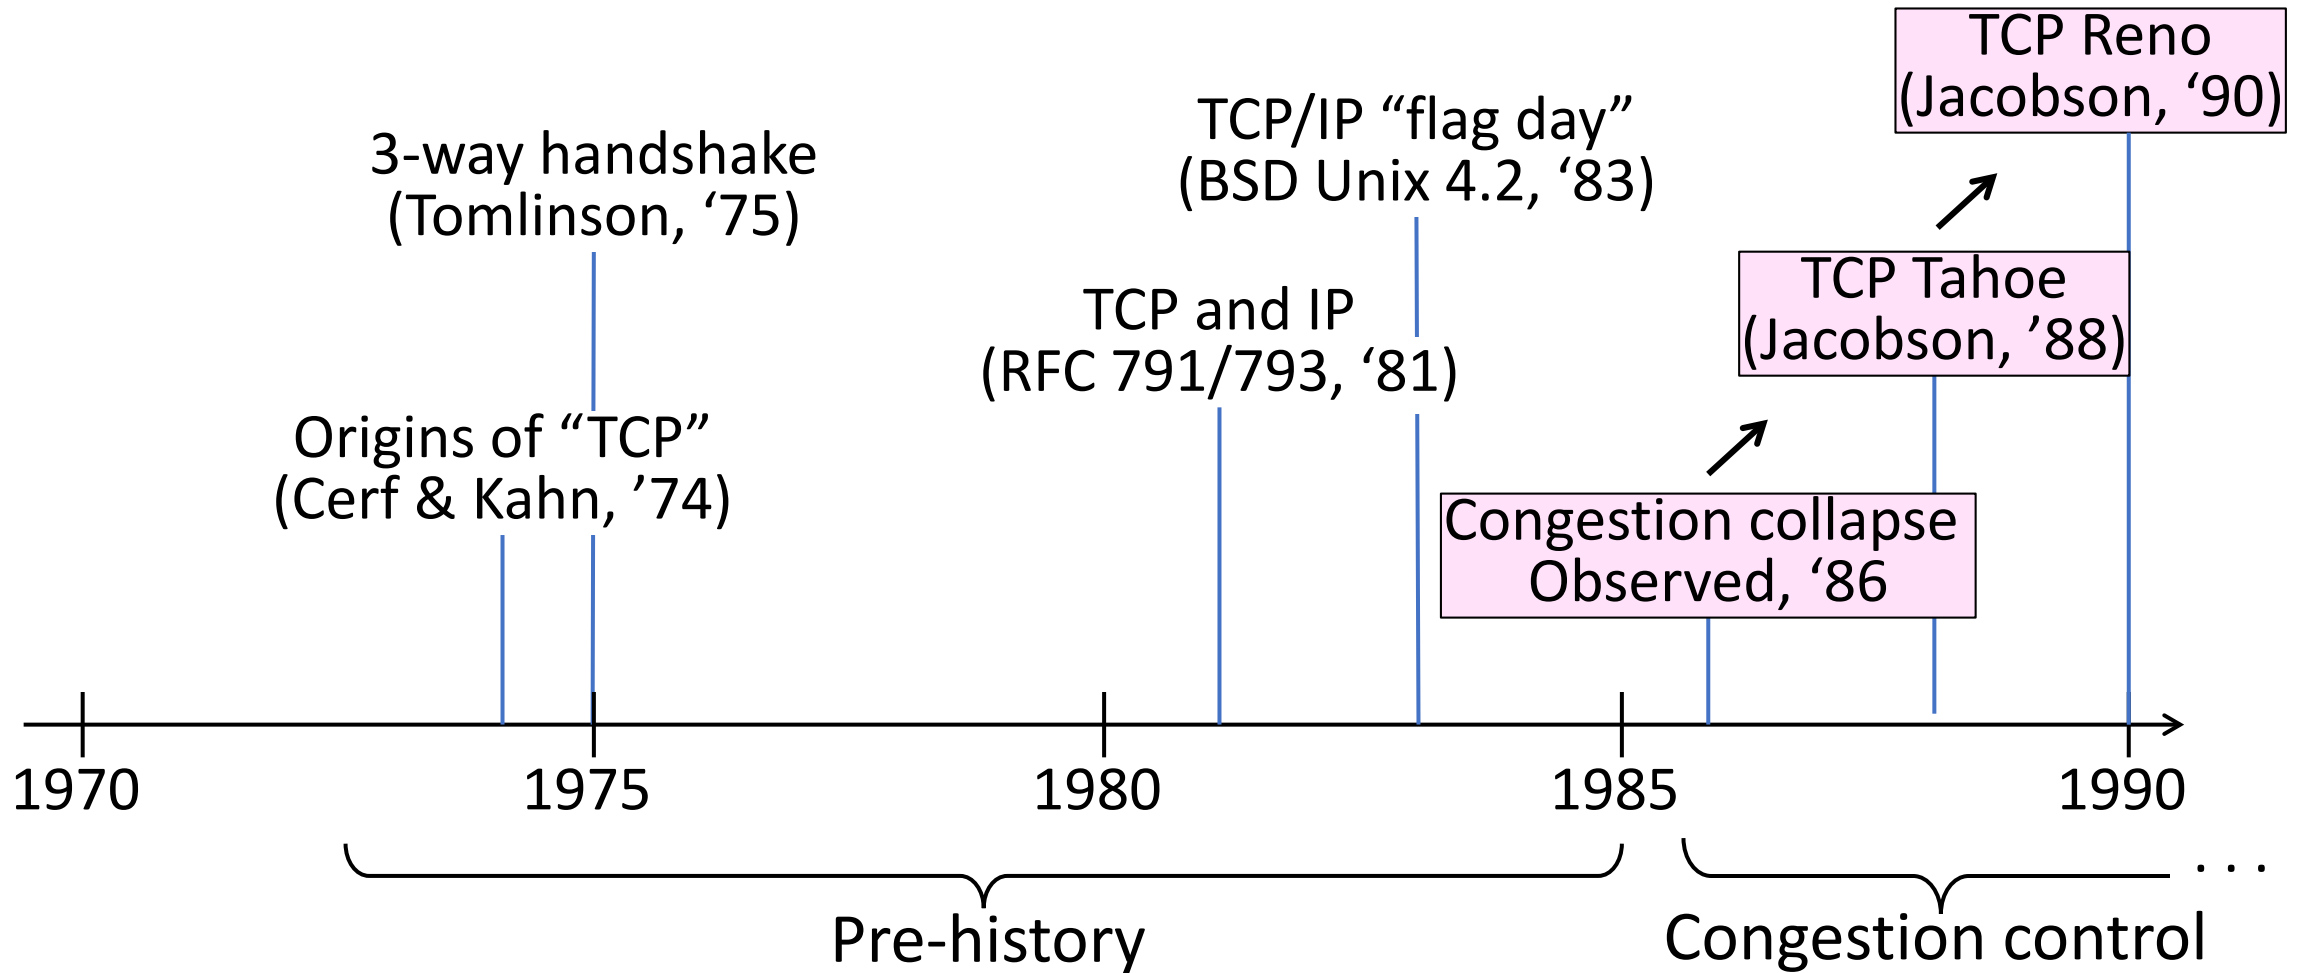 TCP Reno
(Jacobson, ‘90)
TCP/IP “flag day”
(BSD Unix 4.2, ‘83)
3-way handshake
(Tomlinson, ‘75)
TCP Tahoe
(Jacobson, ’88)
TCP and IP
(RFC 791/793, ‘81)
Origins of “TCP”
(Cerf & Kahn, ’74)
Congestion collapse
Observed, ‘86
1970 1975 1980 1985 1990
. . .
Pre-history Congestion control